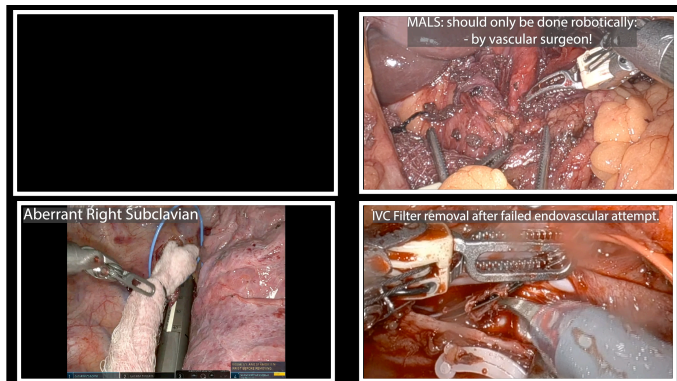 MALS: should only be done robotically:
- by vascular surgeon!
Aberrant Right Subclavian
IVC Filter removal after failed endovascular attempt.